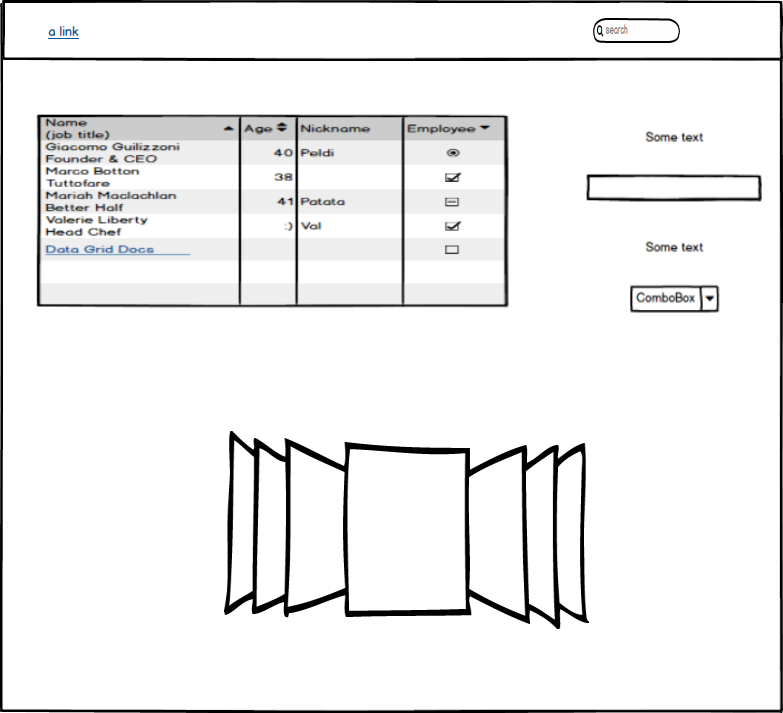 a link
search
Name
(job title)
Age
Nickname
Employee
Giacomo Guilizzoni
Founder & CEO
40
Peldi
Marco Botton
Tuttofare
38
Mariah Maclachlan
Better Half
41
Patata
Valerie Liberty
Head Chef
:)
Val
Data Grid Docs
Some text
Some text
ComboBox